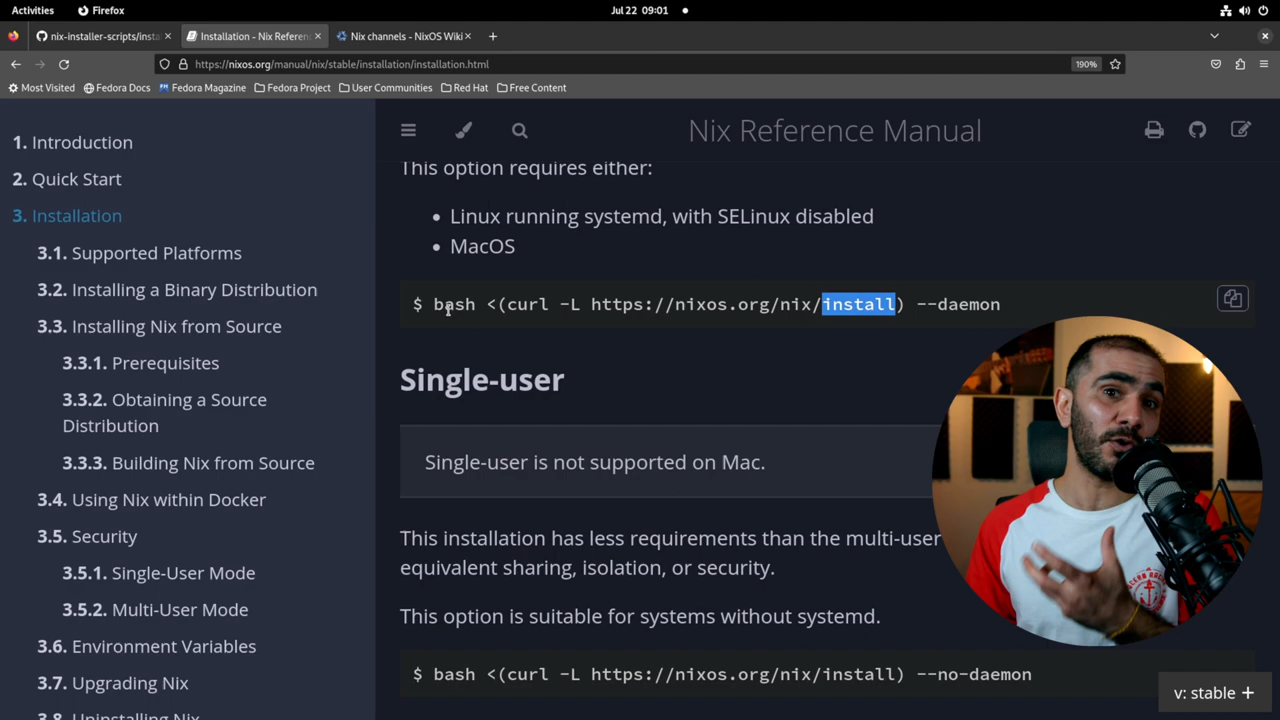 Activities
Firefox
Jul 22 09:01
nix-installer-scripts/insta
Installation - Nix Referen
Nix channels - NixOS Wiki
https://nixos.org/manual/nix/stable/installation/installation.html
190%
Most Visited
Fedora Docs
Fedora Magazine
Fedora Project
User Communities
Red Hat
Free Content
1. Introduction
2. Quick Start
3. Installation
3.1. Supported Platforms
3.2. Installing a Binary Distribution
3.3. Installing Nix from Source
3.3.1. Prerequisites
3.3.2. Obtaining a Source
Distribution
3.3.3. Building Nix from Source
3.4. Using Nix within Docker
3.5. Security
3.5.1. Single-User Mode
3.5.2. Multi-User Mode
3.6. Environment Variables
3.7. Upgrading Nix
3.8. Uninstalling Nix
Nix Reference Manual
This option requires either:
• Linux running systemd, with SELinux disabled
• MacOS
$ bash <(curl -L https://nixos.org/nix/install) --daemon
Single-user
Single-user is not supported on Mac.
This installation has less requirements than the multi-user
equivalent sharing, isolation, or security.
This option is suitable for systems without systemd.
$ bash <(curl -L https://nixos.org/nix/install) --no-daemon
v: stable +